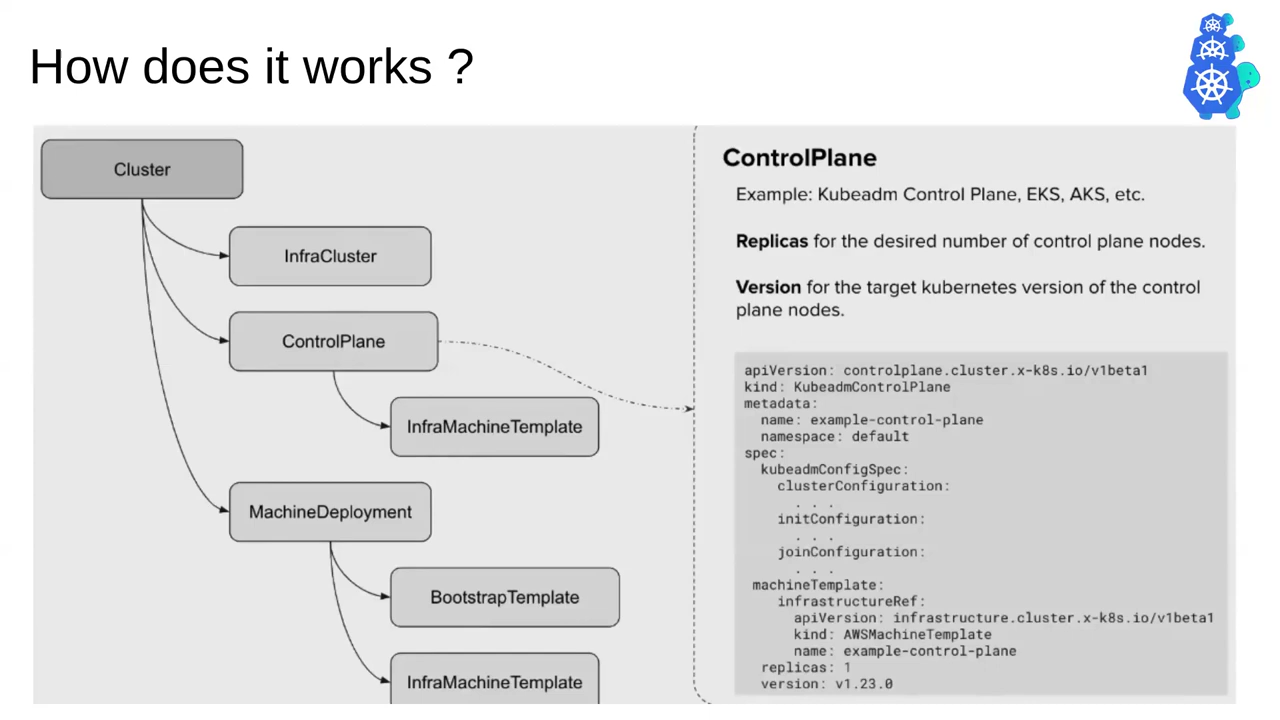 How does it works ?
Cluster
InfraCluster
ControlPlane
InfraMachineTemplate
MachineDeployment
BootstrapTemplate
InfraMachineTemplate
ControlPlane
Example: Kubeadm Control Plane, EKS, AKS, etc.
Replicas for the desired number of control plane nodes.
Version for the target kubernetes version of the control
plane nodes.
apiVersion: controlplane.cluster.x-k8s.io/v1beta1
kind: KubeadmControlPlane
metadata:
  name: example-control-plane
  namespace: default
spec:
  kubeadmConfigSpec:
    clusterConfiguration:
      . . .
    initConfiguration:
      . . .
    joinConfiguration:
      . . .
 machineTemplate:
    infrastructureRef:
      apiVersion: infrastructure.cluster.x-k8s.io/v1beta1
      kind: AWSMachineTemplate
      name: example-control-plane
  replicas: 1
  version: v1.23.0